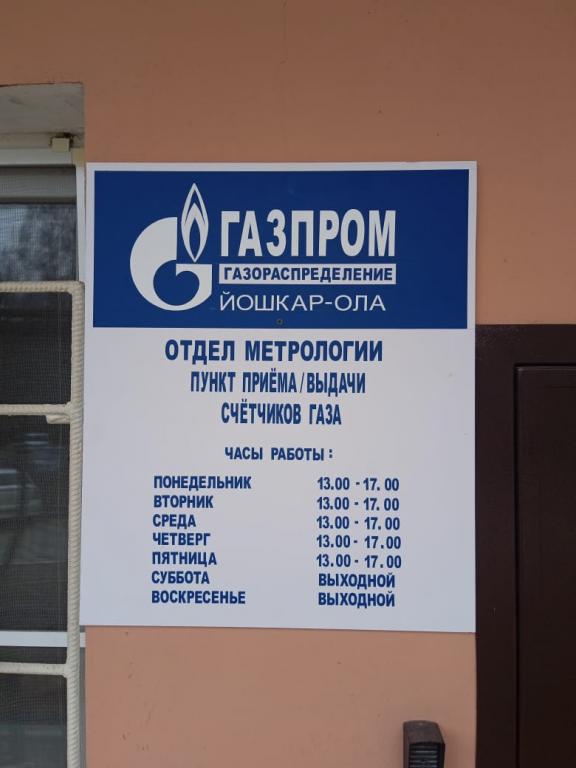 ГАЗПРОМ
ГАЗОРАСПРЕДЕЛЕНИЕ
ЙОШКАР-ОЛА
ОТДЕЛ МЕТРОЛОГИИ
ПУНКТ ПРИЁМА/ВЫДАЧИ
СЧЁТЧИКОВ ГАЗА
ЧАСЫ РАБОТЫ:
ПОНЕДЕЛЬНИК 13.00 - 17.00
ВТОРНИК 13.00 - 17.00
СРЕДА 13.00 - 17.00
ЧЕТВЕРГ 13.00 - 17.00
ПЯТНИЦА 13.00 - 17.00
СУББОТА ВЫХОДНОЙ
ВОСКРЕСЕНЬЕ ВЫХОДНОЙ